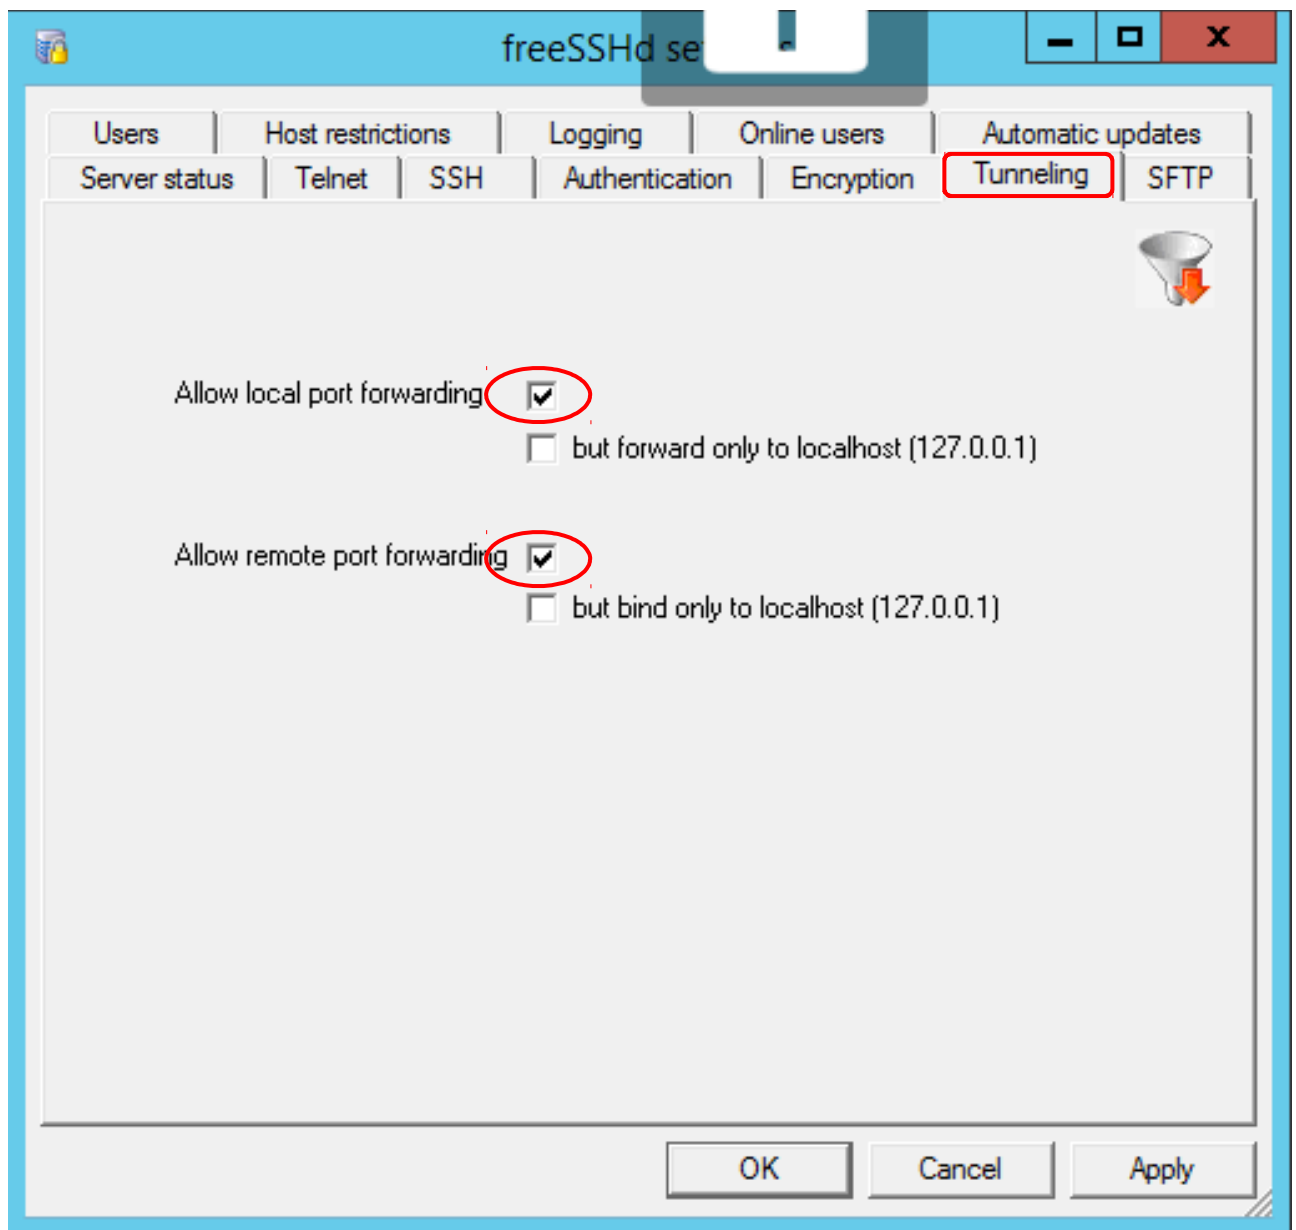 freeSSHd se
Users Host restrictions Logging Online users Automatic updates
Server status Telnet SSH Authentication Encryption Tunneling SFTP
Allow local port forwarding
but forward only to localhost (127.0.0.1)
Allow remote port forwarding
but bind only to localhost (127.0.0.1)
OK Cancel Apply